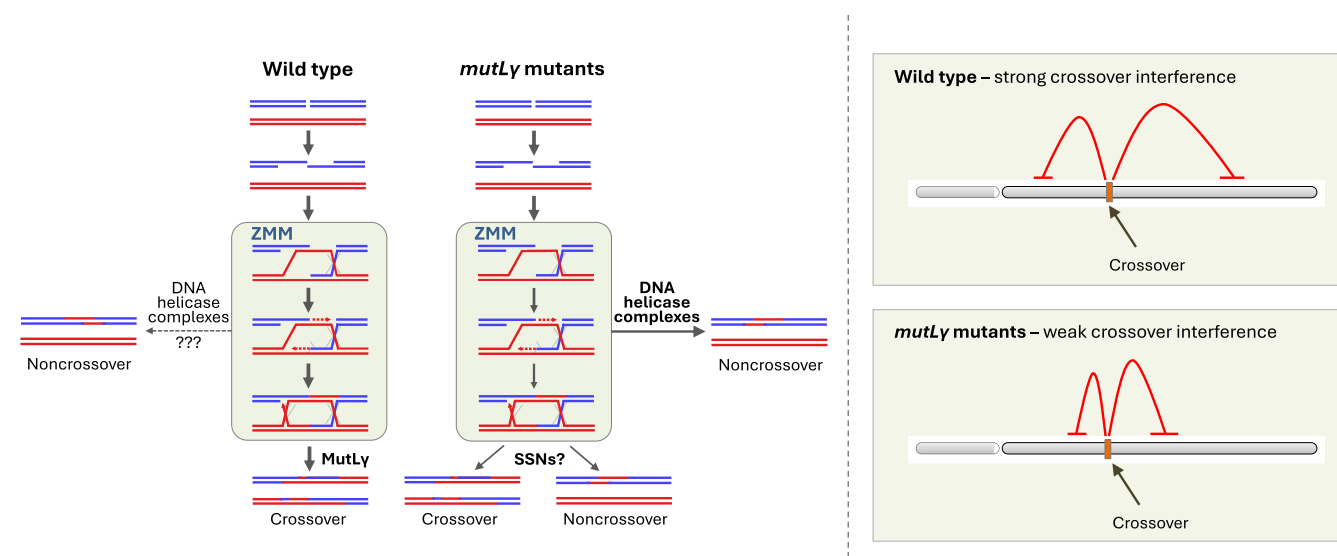 Wild type
mutLγ mutants
ZMM
ZMM
DNA
helicase
complexes
???
Noncrossover
DNA
helicase
complexes
Noncrossover
MutLγ
SSNs?
Crossover
Crossover
Noncrossover
Wild type – strong crossover interference
Crossover
mutLγ mutants – weak crossover interference
Crossover